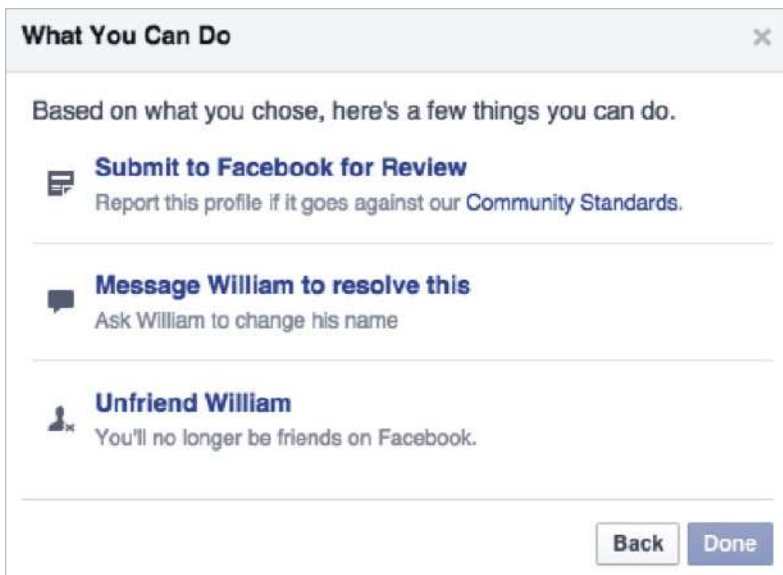 What You Can Do
Based on what you chose, here's a few things you can do.
Submit to Facebook for Review
Report this profile if it goes against our Community Standards.
Message William to resolve this
Ask William to change his name
Unfriend William
You'll no longer be friends on Facebook.
Back Done